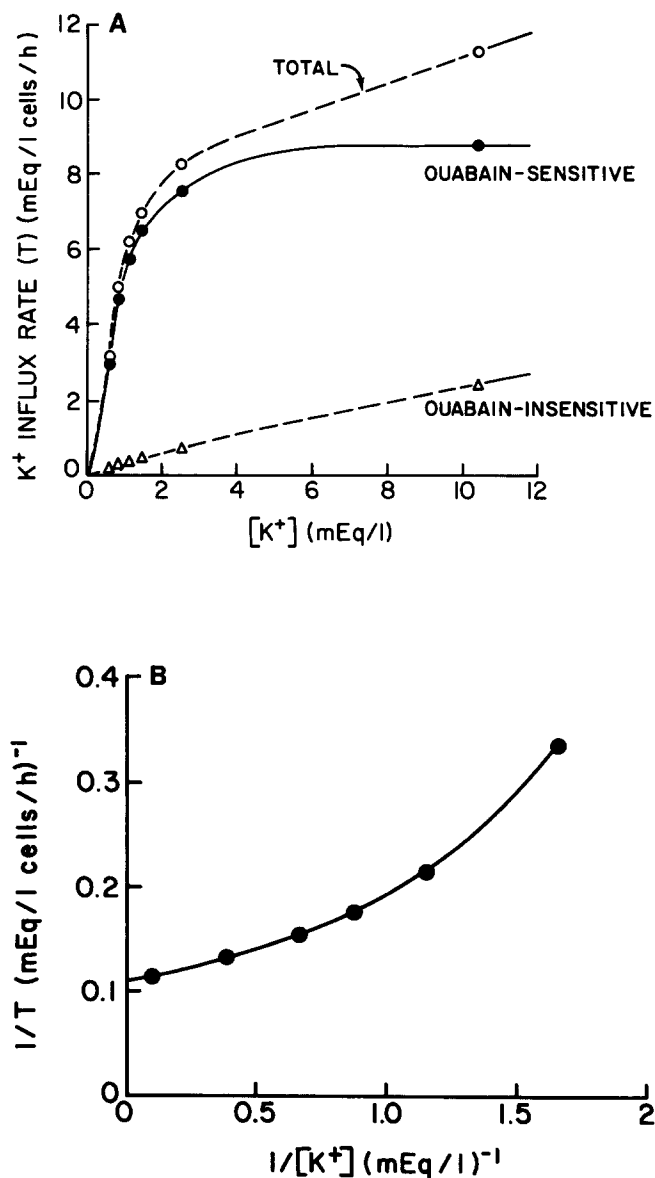 A
12
10
8
6
4
2
0
K+ INFLUX RATE (T) (mEq/l cells/h)
TOTAL
OUABAIN-SENSITIVE
OUABAIN-INSENSITIVE
0 2 4 6 8 10 12
[K+] (mEq/l)
B
0.4
0.3
0.2
0.1
0
1/T (mEq/l cells/h)-1
0 0.5 1.0 1.5 2
1/[K+] (mEq/l)-1